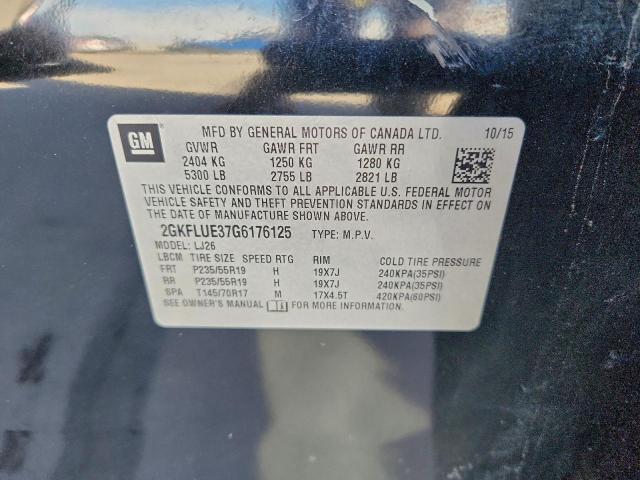 GM
MFD BY GENERAL MOTORS OF CANADA LTD. 10/15
GVWR GAWR FRT GAWR RR
2404 KG 1250 KG 1280 KG
5300 LB 2755 LB 2821 LB
THIS VEHICLE CONFORMS TO ALL APPLICABLE U.S. FEDERAL MOTOR
VEHICLE SAFETY AND THEFT PREVENTION STANDARDS IN EFFECT ON
THE DATE OF MANUFACTURE SHOWN ABOVE.
2GKFLUE37G6176125 TYPE: M.P.V.
MODEL: LJ26
LBCM TIRE SIZE SPEED RTG RIM COLD TIRE PRESSURE
FRT P235/55R19 H 19X7J 240KPA(35PSI)
RR P235/55R19 H 19X7J 240KPA(35PSI)
SPA T145/70R17 M 17X4.5T 420KPA(60PSI)
SEE OWNER'S MANUAL FOR MORE INFORMATION.